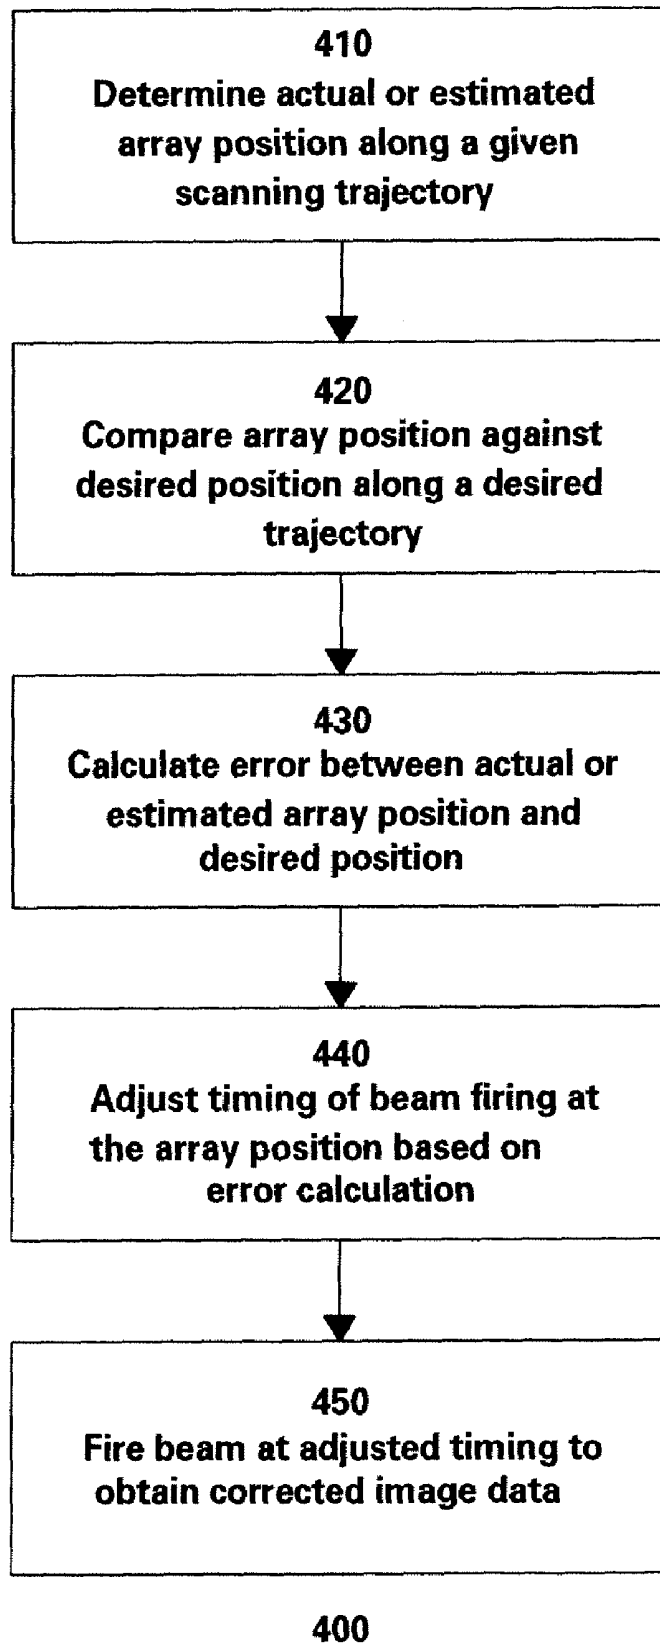 410
Determine actual or estimated
array position along a given
scanning trajectory
420
Compare array position against
desired position along a desired
trajectory
430
Calculate error between actual or
estimated array position and
desired position
440
Adjust timing of beam firing at
the array position based on
error calculation
450
Fire beam at adjusted timing to
obtain corrected image data
400